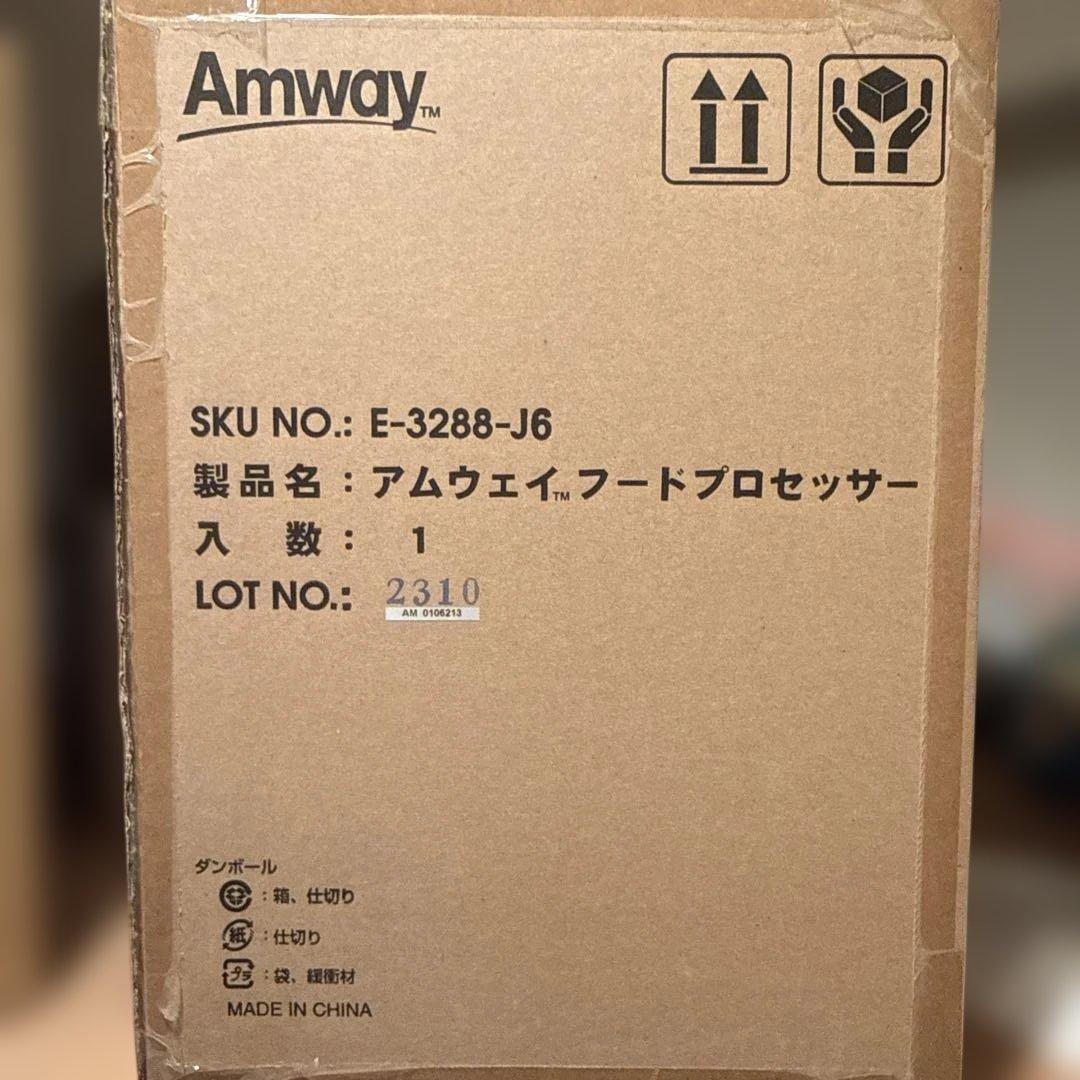 Amway™
SKU NO.: E-3288-J6
製品名：アムウェイ™フードプロセッサー
入　数：　1
LOT NO.: 2310
AM 0106213
ダンボール
：箱、仕切り
紙：仕切り
プラ：袋、緩衝材
MADE IN CHINA